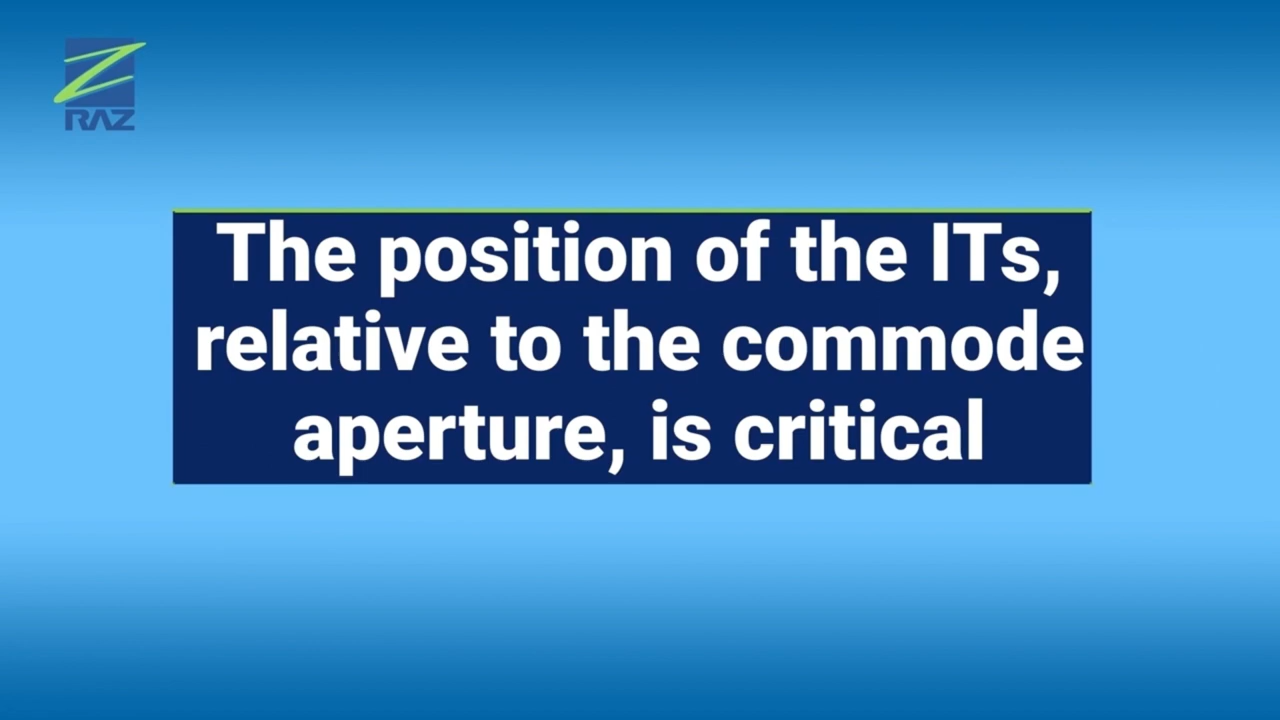 RAZ
The position of the ITs,
relative to the commode
aperture, is critical